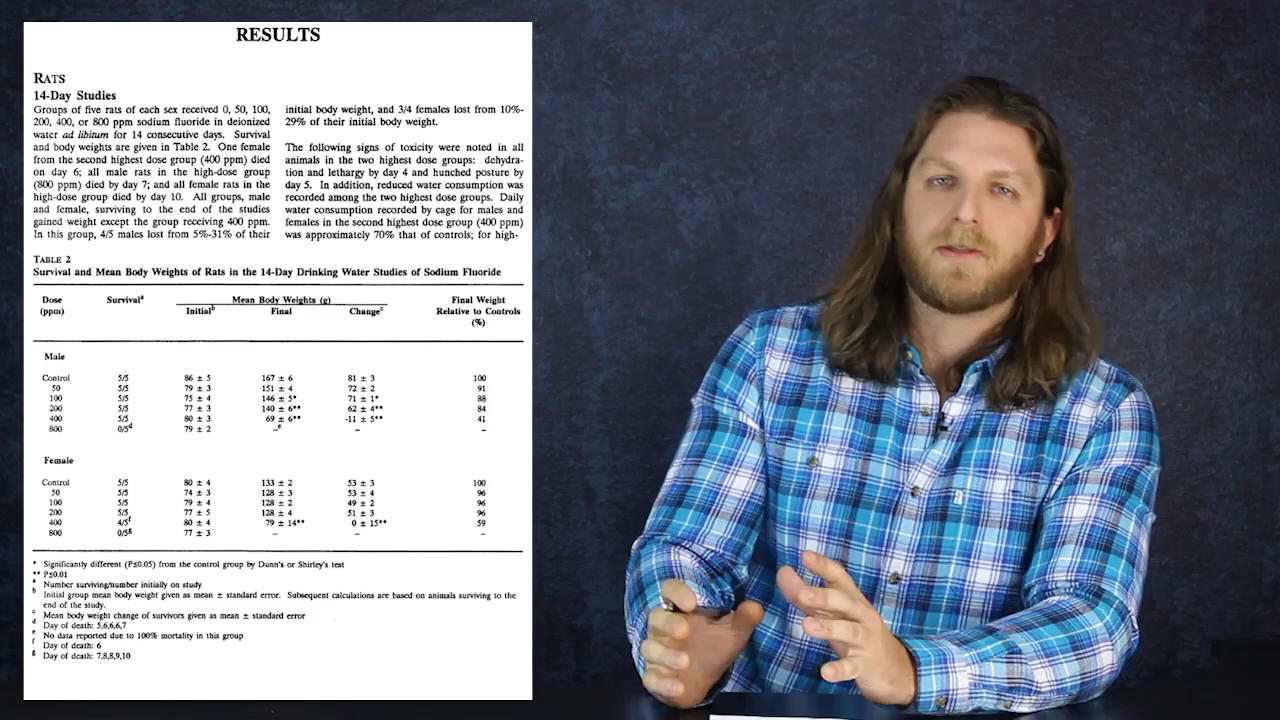 RESULTS
RATS
14-Day Studies
Groups of five rats of each sex received 0, 50, 100,
200, 400, or 800 ppm sodium fluoride in deionized
water ad libitum for 14 consecutive days. Survival
and body weights are given in Table 2. One female
from the second highest dose group (400 ppm) died
on day 6; all male rats in the high-dose group
(800 ppm) died by day 7; and all female rats in the
high-dose group died by day 10. All groups, male
and female, surviving to the end of the studies
gained weight except the group receiving 400 ppm.
In this group, 4/5 males lost from 5%-31% of their
initial body weight, and 3/4 females lost from 10%-
29% of their initial body weight.
The following signs of toxicity were noted in all
animals in the two highest dose groups: dehydra-
tion and lethargy by day 4 and hunched posture by
day 5. In addition, reduced water consumption was
recorded among the two highest dose groups. Daily
water consumption recorded by cage for males and
females in the second highest dose group (400 ppm)
was approximately 70% that of controls; for high-
TABLE 2
Survival and Mean Body Weights of Rats in the 14-Day Drinking Water Studies of Sodium Fluoride
Dose Survivala Mean Body Weights (g) Final Weight
(ppm) Initialb Final Changec Relative to Controls
(%)
Male
Control 5/5 86 ± 5 167 ± 6 81 ± 3 100
50 5/5 79 ± 3 151 ± 4 72 ± 2 91
100 5/5 75 ± 4 146 ± 5* 71 ± 1* 88
200 5/5 77 ± 3 140 ± 6** 62 ± 4** 84
400 5/5 80 ± 3 69 ± 6** -11 ± 5** 41
800 0/5d 79 ± 2 –e – –
Female
Control 5/5 80 ± 4 133 ± 2 53 ± 3 100
50 5/5 74 ± 3 128 ± 3 53 ± 4 96
100 5/5 79 ± 4 128 ± 2 49 ± 2 96
200 5/5 77 ± 5 128 ± 4 51 ± 3 96
400 4/5f 80 ± 4 79 ± 14** 0 ± 15** 59
800 0/5g 77 ± 3 – – –
* Significantly different (P≤0.05) from the control group by Dunn's or Shirley's test
** P≤0.01
a Number surviving/number initially on study
b Initial group mean body weight given as mean ± standard error. Subsequent calculations are based on animals surviving to the
end of the study.
c Mean body weight change of survivors given as mean ± standard error
d Day of death: 5,6,6,6,7
e No data reported due to 100% mortality in this group
f Day of death: 6
g Day of death: 7,8,8,9,10
a